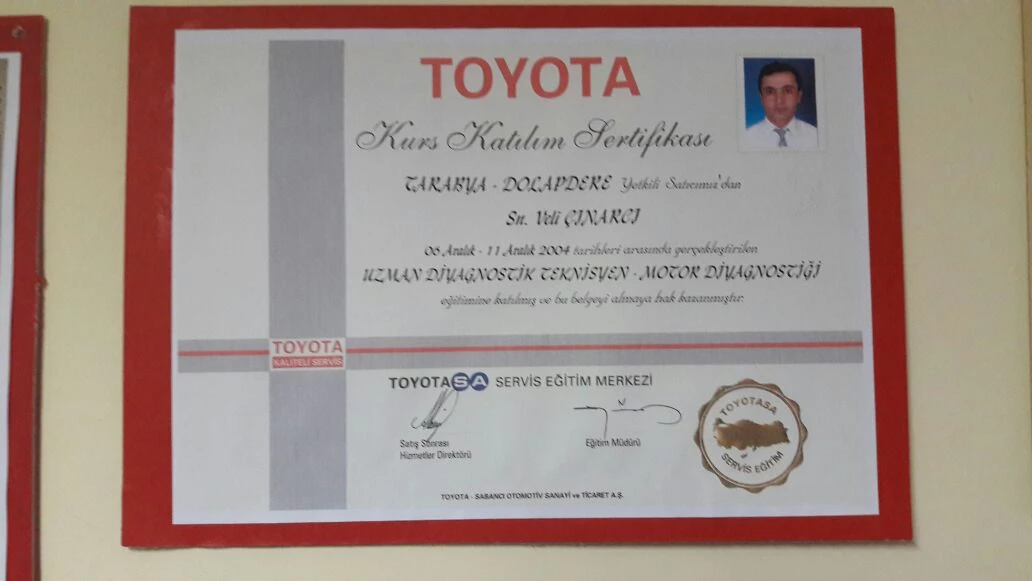 TOYOTA
Kurs Katılım Sertifikası
TARABYA - DOLAPDERE Yetkili Satıcımız'dan
Sn. Veli ÇINARCI
06 Aralık - 11 Aralık 2004 tarihleri arasında gerçekleştirilen
UZMAN DİYAGNOSTİK TEKNİSYEN - MOTOR DİYAGNOSTİĞİ
eğitimine katılmış ve bu belgeyi almaya hak kazanmıştır.
TOYOTA
KALİTELİ SERVİS
TOYOTASA SERVİS EĞİTİM MERKEZİ
Satış Sonrası
Hizmetler Direktörü
Eğitim Müdürü
TOYOTASA
SERVİS EĞİTİM
TOYOTA - SABANCI OTOMOTİV SANAYİ ve TİCARET A.Ş.